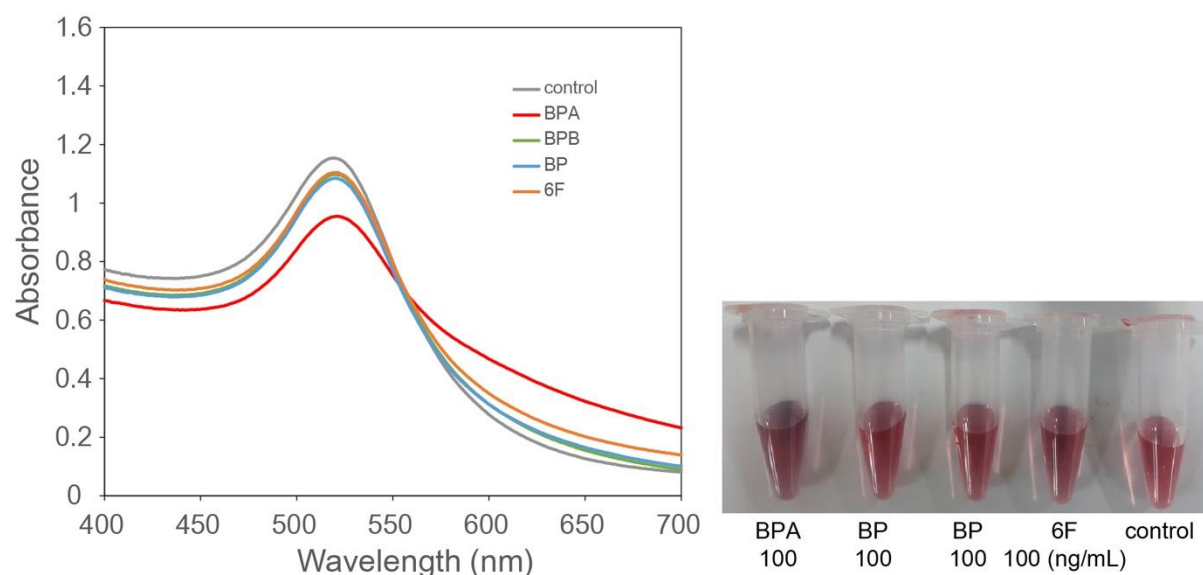 1.6
1.4
1.2
1
0.8
0.6
0.4
0.2
0
Absorbance
400 450 500 550 600 650 700
Wavelength (nm)
control
BPA
BPB
BP
6F
BPA BP BP 6F control
100 100 100 100 (ng/mL)